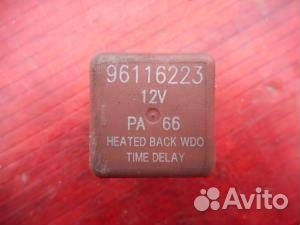 96116223
12V
PA 66
HEATED BACK WDO
TIME DELAY
Avito